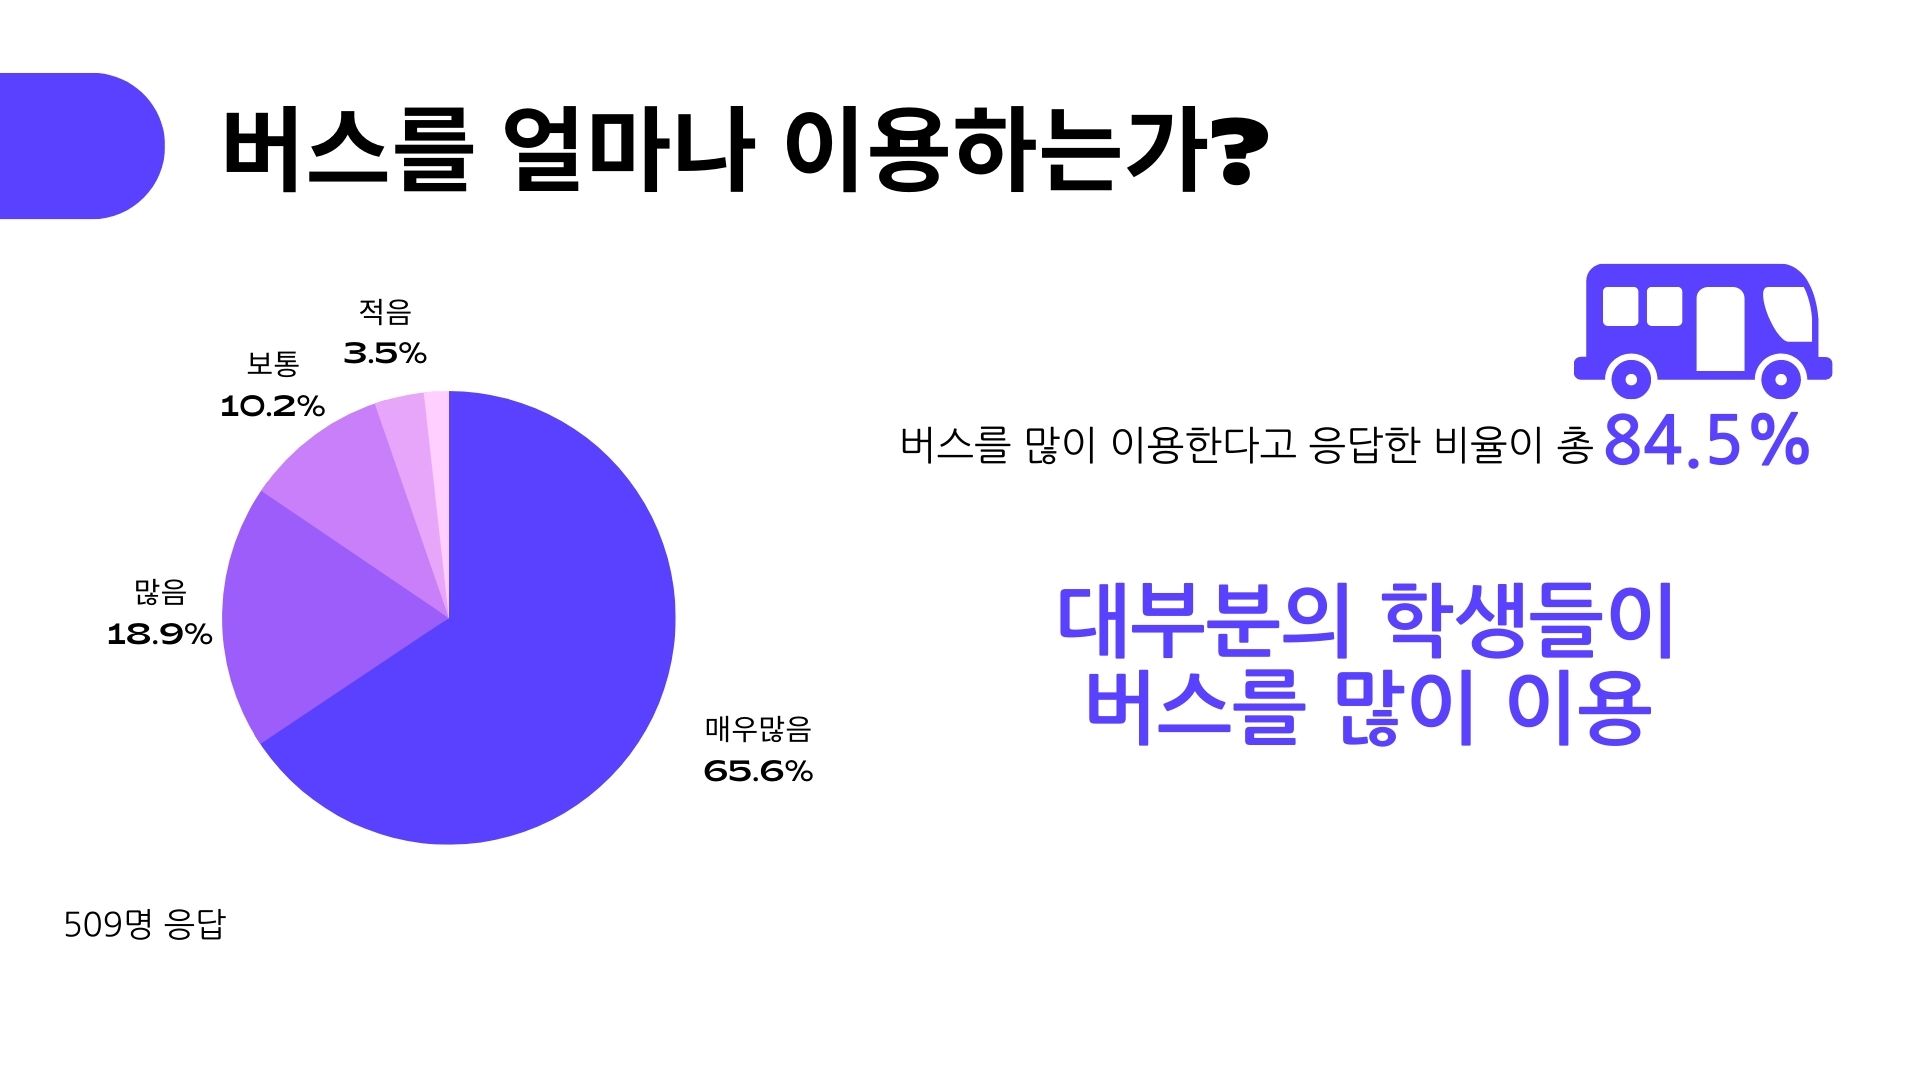 버스를 얼마나 이용하는가?
적음
3.5%
보통
10.2%
많음
18.9%
매우많음
65.6%
509명 응답
버스를 많이 이용한다고 응답한 비율이 총 84.5%
대부분의 학생들이
버스를 많이 이용